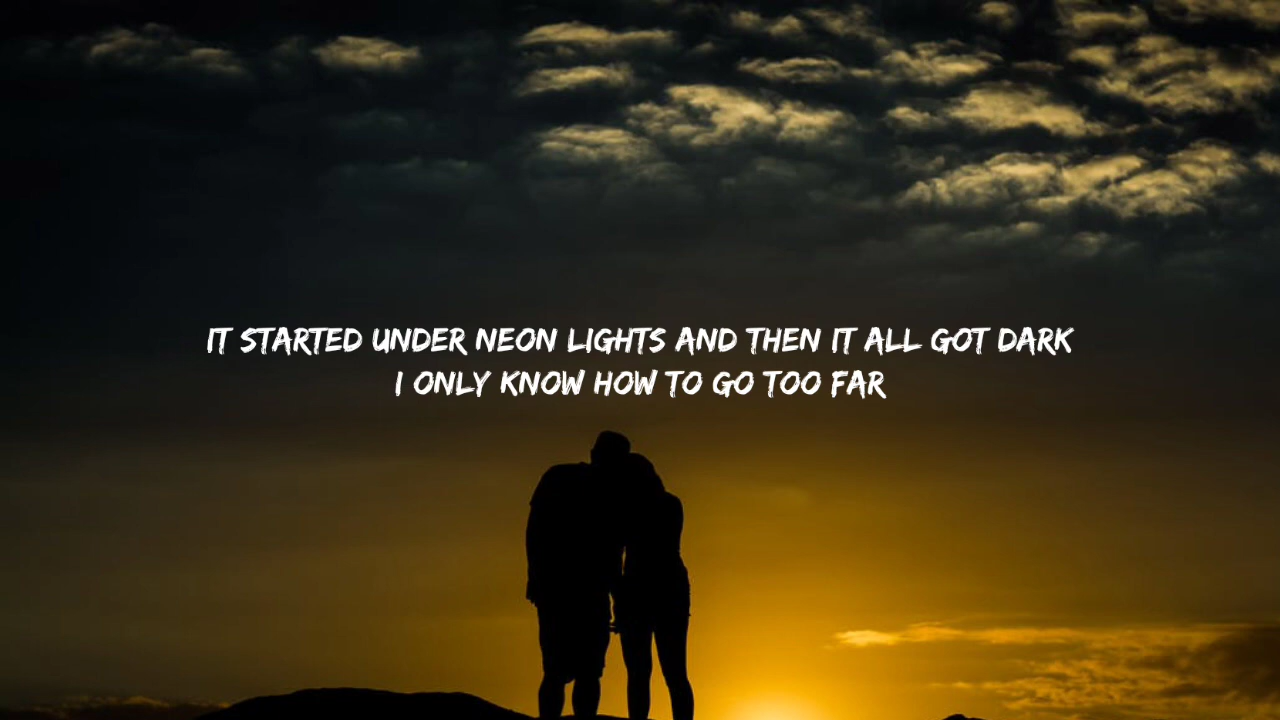 IT STARTED UNDER NEON LIGHTS AND THEN IT ALL GOT DARK
I ONLY KNOW HOW TO GO TOO FAR